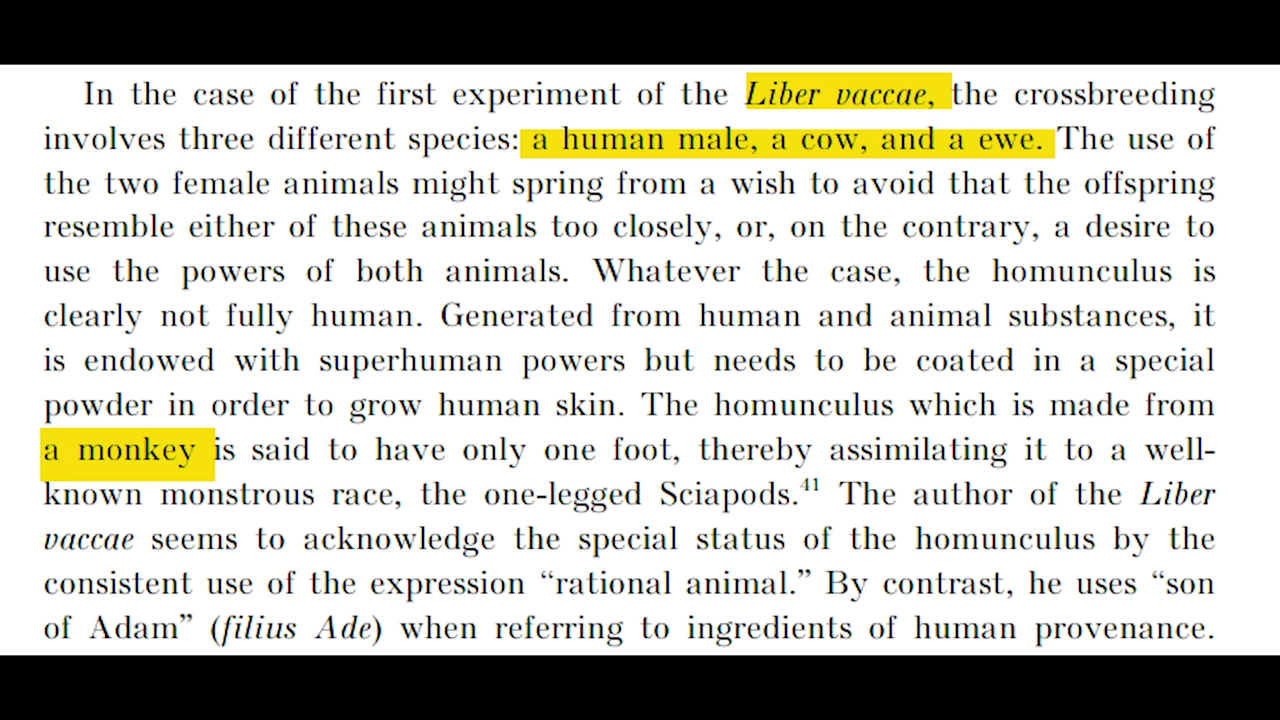 In the case of the first experiment of the Liber vaccae, the crossbreeding
involves three different species: a human male, a cow, and a ewe. The use of
the two female animals might spring from a wish to avoid that the offspring
resemble either of these animals too closely, or, on the contrary, a desire to
use the powers of both animals. Whatever the case, the homunculus is
clearly not fully human. Generated from human and animal substances, it
is endowed with superhuman powers but needs to be coated in a special
powder in order to grow human skin. The homunculus which is made from
a monkey is said to have only one foot, thereby assimilating it to a well-
known monstrous race, the one-legged Sciapods.41 The author of the Liber
vaccae seems to acknowledge the special status of the homunculus by the
consistent use of the expression “rational animal.” By contrast, he uses “son
of Adam” (filius Ade) when referring to ingredients of human provenance.